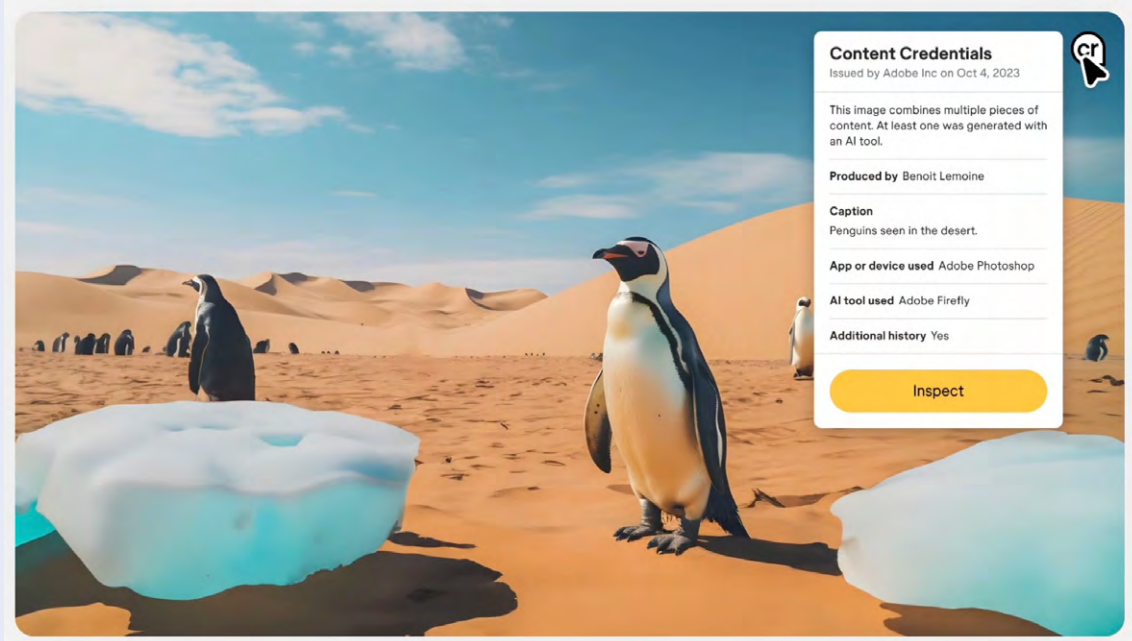 Content Credentials
Issued by Adobe Inc on Oct 4, 2023
This image combines multiple pieces of
content. At least one was generated with
an AI tool.
Produced by Benoit Lemoine
Caption
Penguins seen in the desert.
App or device used Adobe Photoshop
AI tool used Adobe Firefly
Additional history Yes
Inspect
cr